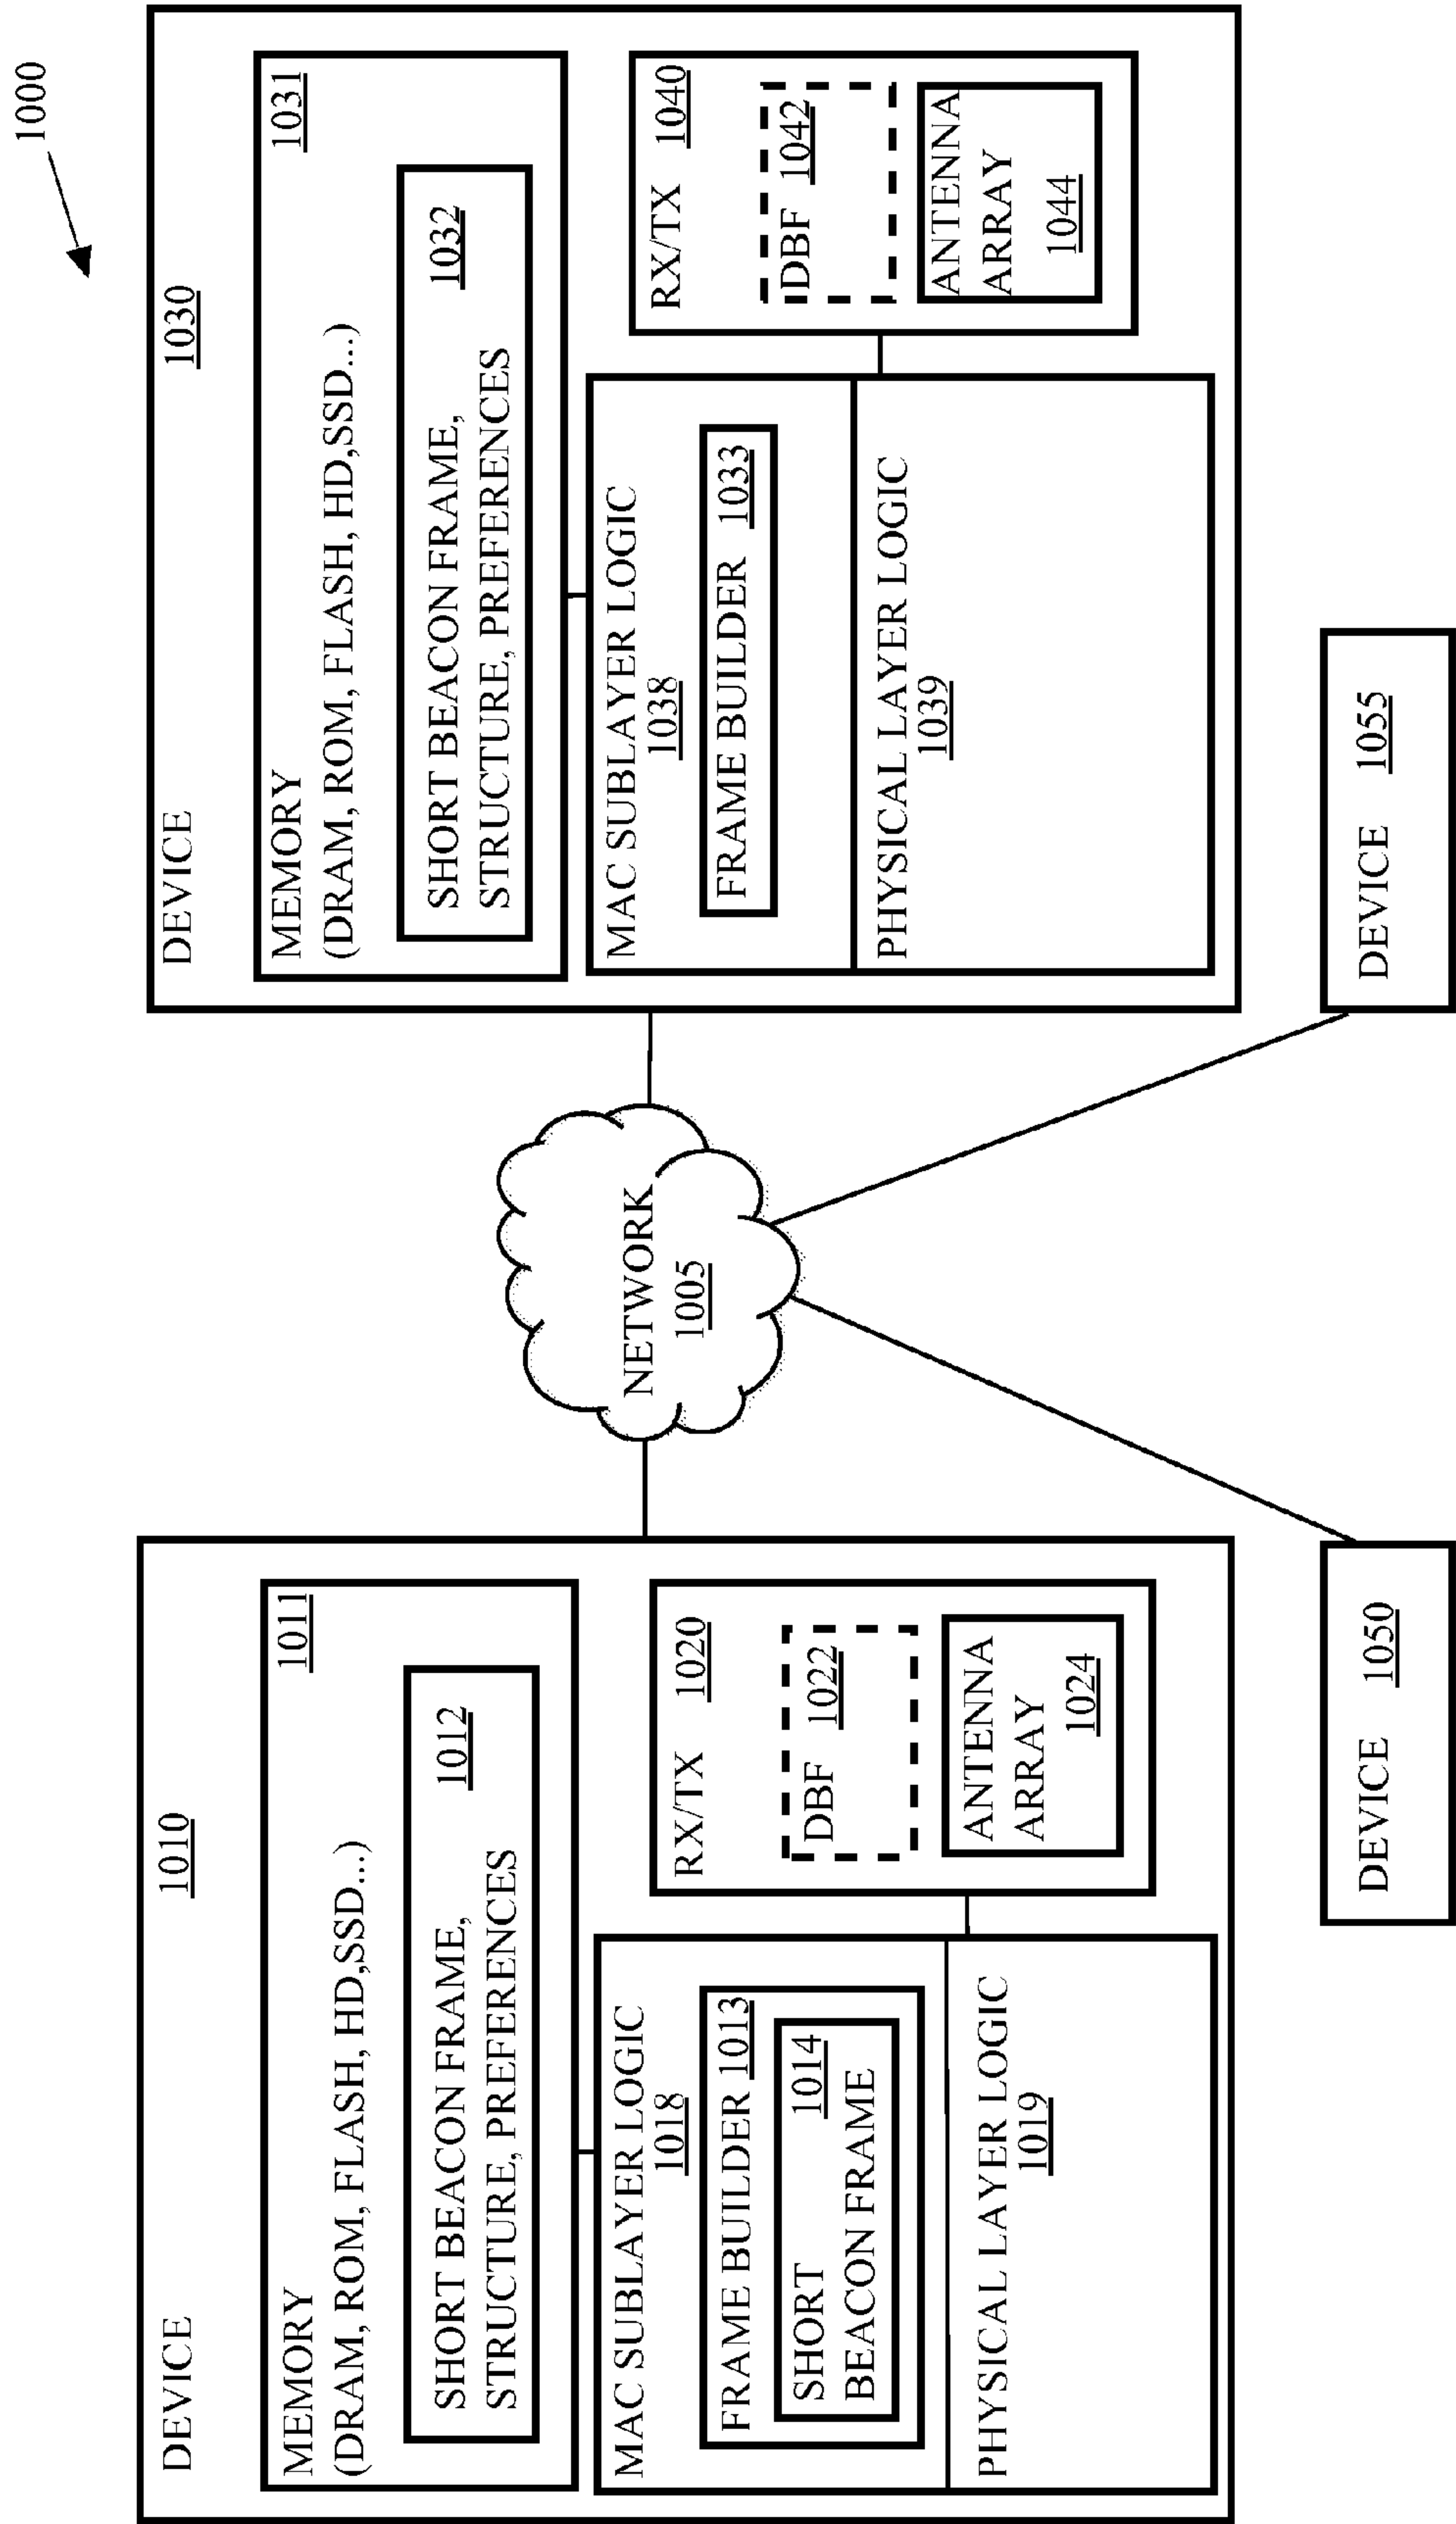 1000
DEVICE 1010
MEMORY 1011
(DRAM, ROM, FLASH, HD,SSD...)
SHORT BEACON FRAME, 1012
STRUCTURE, PREFERENCES
MAC SUBLAYER LOGIC
1018
FRAME BUILDER 1013
SHORT 1014
BEACON FRAME
PHYSICAL LAYER LOGIC
1019
RX/TX 1020
DBF 1022
ANTENNA
ARRAY
1024
NETWORK
1005
DEVICE 1030
MEMORY 1031
(DRAM, ROM, FLASH, HD,SSD...)
SHORT BEACON FRAME, 1032
STRUCTURE, PREFERENCES
MAC SUBLAYER LOGIC
1038
FRAME BUILDER 1033
PHYSICAL LAYER LOGIC
1039
RX/TX 1040
DBF 1042
ANTENNA
ARRAY
1044
DEVICE 1050
DEVICE 1055